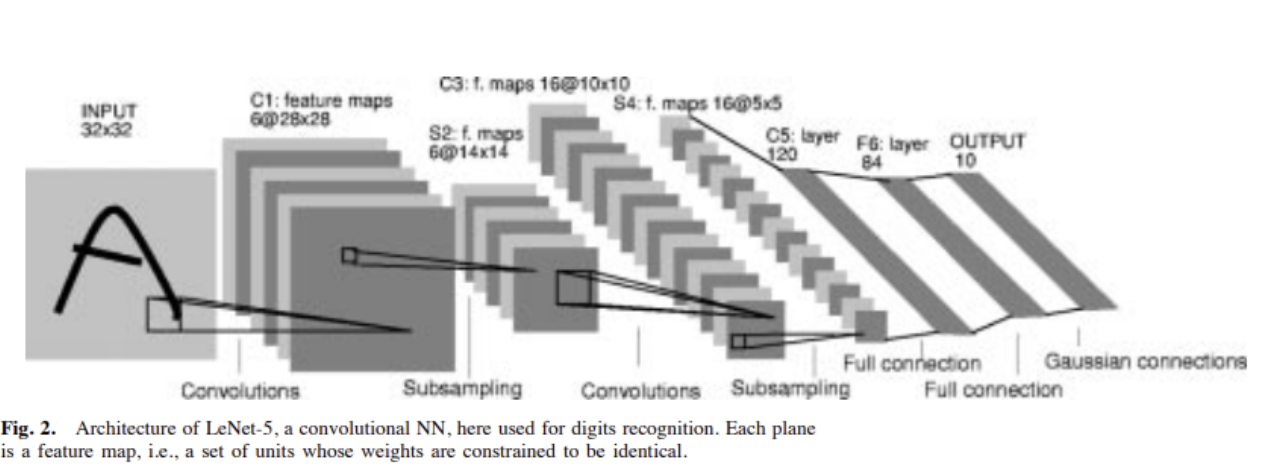 INPUT
32x32
C1: feature maps
6@28x28
S2: f. maps
6@14x14
C3: f. maps 16@10x10
S4: f. maps 16@5x5
C5: layer
120
F6: layer
84
OUTPUT
10
Convolutions
Subsampling
Convolutions
Subsampling
Full connection
Full connection
Gaussian connections
Fig. 2. Architecture of LeNet-5, a convolutional NN, here used for digits recognition. Each plane
is a feature map, i.e., a set of units whose weights are constrained to be identical.